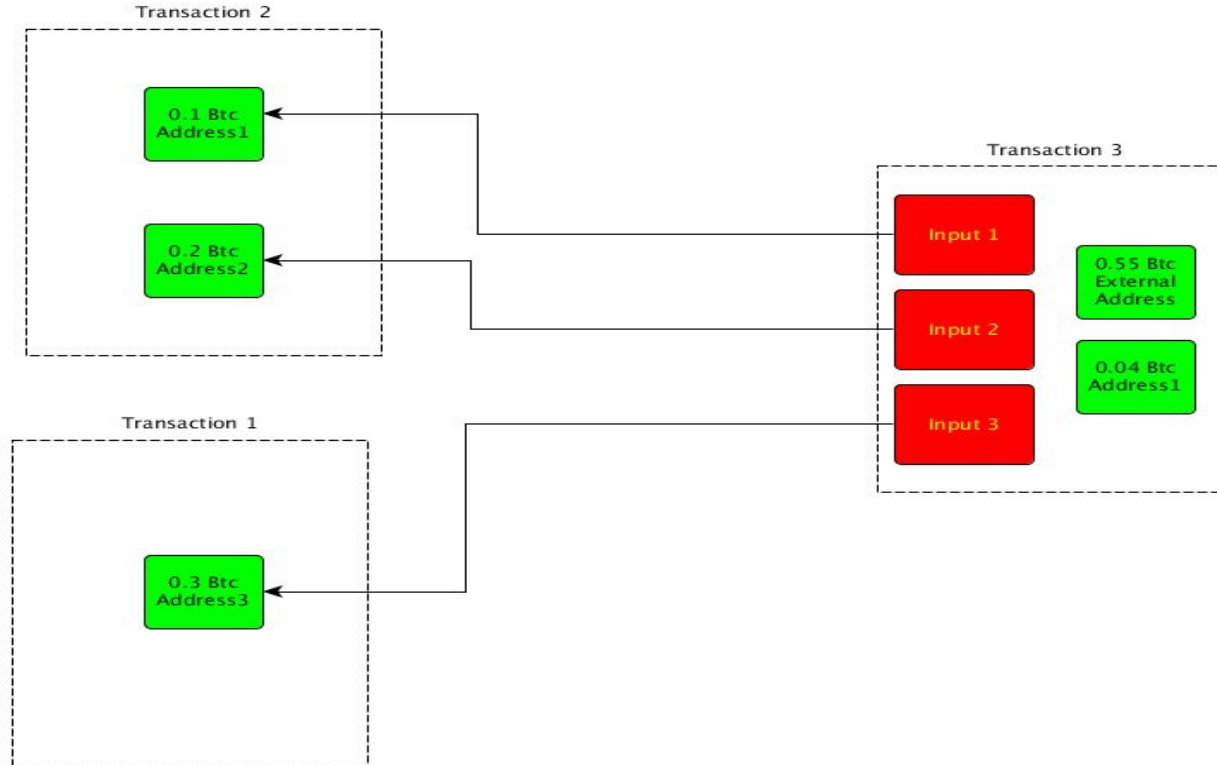 Transaction 2
0.1 Btc
Address1
0.2 Btc
Address2
Transaction 1
0.3 Btc
Address3
Transaction 3
Input 1
Input 2
Input 3
0.55 Btc
External
Address
0.04 Btc
Address1